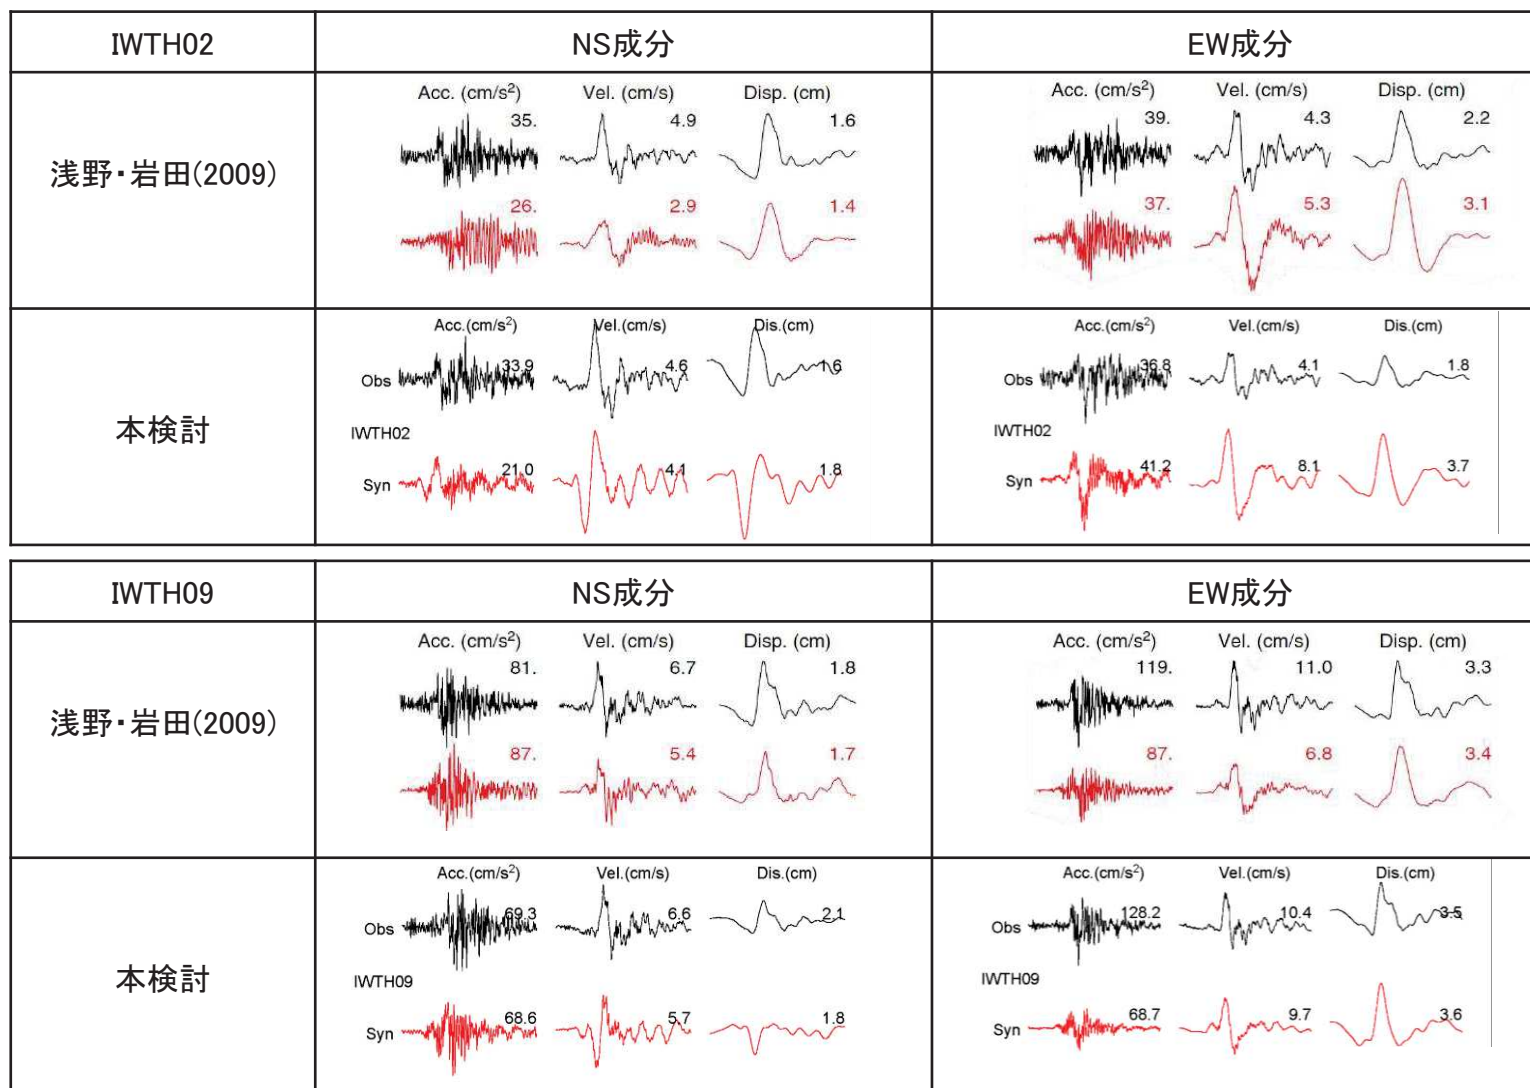 IWTH02 NS成分 EW成分
浅野・岩田(2009)
Acc. (cm/s²) Vel. (cm/s) Disp. (cm)
35. 4.9 1.6
26. 2.9 1.4
Acc. (cm/s²) Vel. (cm/s) Disp. (cm)
39. 4.3 2.2
37. 5.3 3.1
本検討
Acc.(cm/s²) Vel.(cm/s) Dis.(cm)
Obs 33.9 4.6 1.6
IWTH02
Syn 21.0 4.1 1.8
Acc.(cm/s²) Vel.(cm/s) Dis.(cm)
Obs 36.8 4.1 1.8
IWTH02
Syn 41.2 8.1 3.7
IWTH09 NS成分 EW成分
浅野・岩田(2009)
Acc. (cm/s²) Vel. (cm/s) Disp. (cm)
81. 6.7 1.8
87. 5.4 1.7
Acc. (cm/s²) Vel. (cm/s) Disp. (cm)
119. 11.0 3.3
87. 6.8 3.4
本検討
Acc.(cm/s²) Vel.(cm/s) Dis.(cm)
Obs 69.3 6.6 2.1
IWTH09
Syn 68.6 5.7 1.8
Acc.(cm/s²) Vel.(cm/s) Dis.(cm)
Obs 128.2 10.4 3.5
IWTH09
Syn 68.7 9.7 3.6